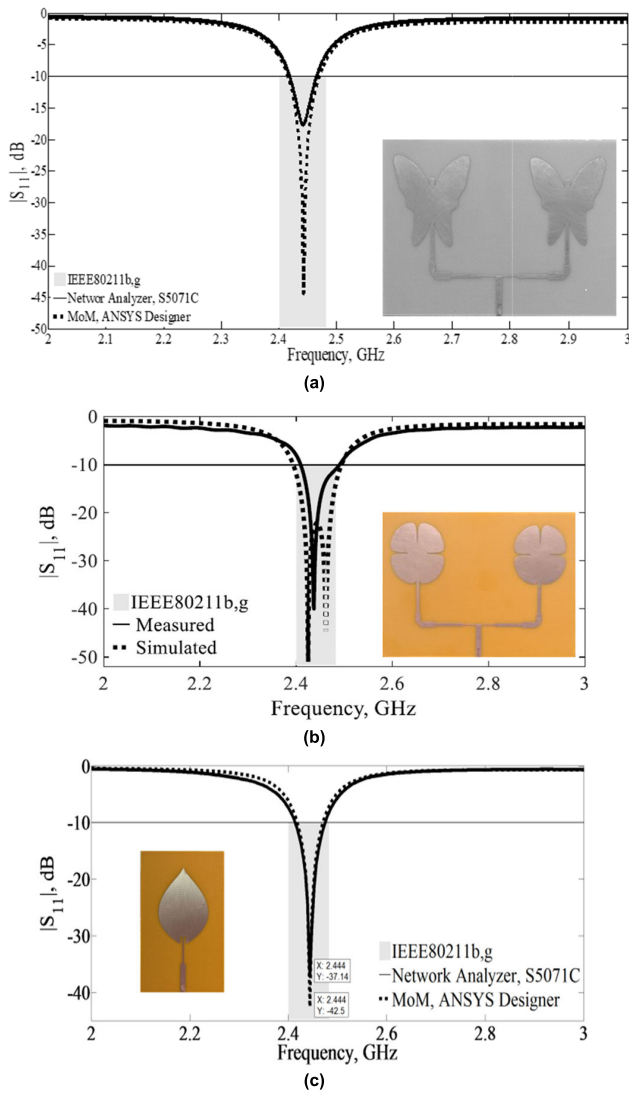 0
-5
-10
-15
-20
-25
-30
-35
-40
-45
-50
|S11|, dB
IEEE80211b,g
Networ Analyzer, S5071C
MoM, ANSYS Designer
2 2.1 2.2 2.3 2.4 2.5 2.6 2.7 2.8 2.9 3
Frequency, GHz
(a)
0
-10
-20
-30
-40
-50
|S11|, dB
IEEE80211b,g
Measured
Simulated
2 2.2 2.4 2.6 2.8 3
Frequency, GHz
(b)
0
-10
-20
-30
-40
|S11|, dB
X: 2.444
Y: -37.14
X: 2.444
Y: -42.5
IEEE80211b,g
Network Analyzer, S5071C
MoM, ANSYS Designer
2 2.2 2.4 2.6 2.8 3
Frequency, GHz
(c)